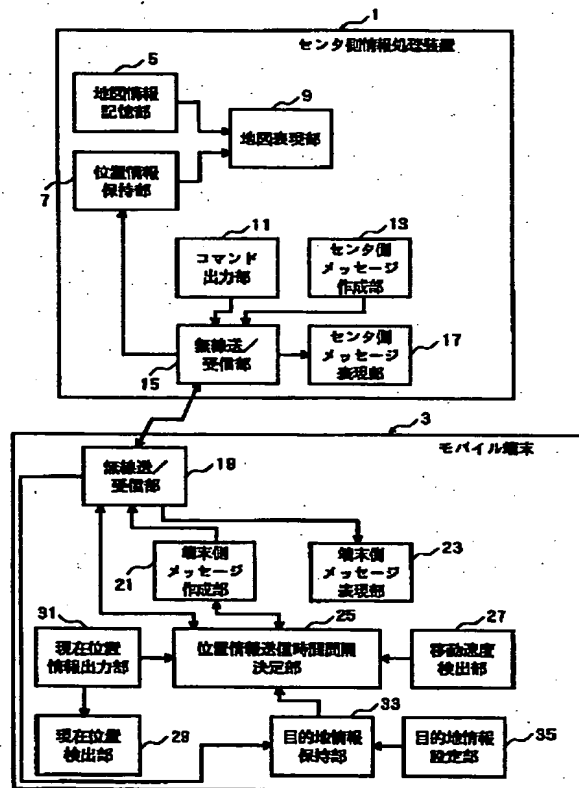 1
センタ側情報処理装置
5
地図情報
記憶部
9
地図表現部
位置情報
保持部
7
11
コマンド
出力部
13
センタ側
メッセージ
作成部
無線送/
受信部
15
センタ側
メッセージ
表現部
17
3
モバイル端末
無線送/
受信部
19
端末側
メッセージ
作成部
21
端末側
メッセージ
表現部
23
31
現在位置
情報出力部
25
位置情報送信時間間隔
決定部
27
移動速度
検出部
現在位置
検出部
29
33
目的地情報
保持部
目的地情報
設定部
35